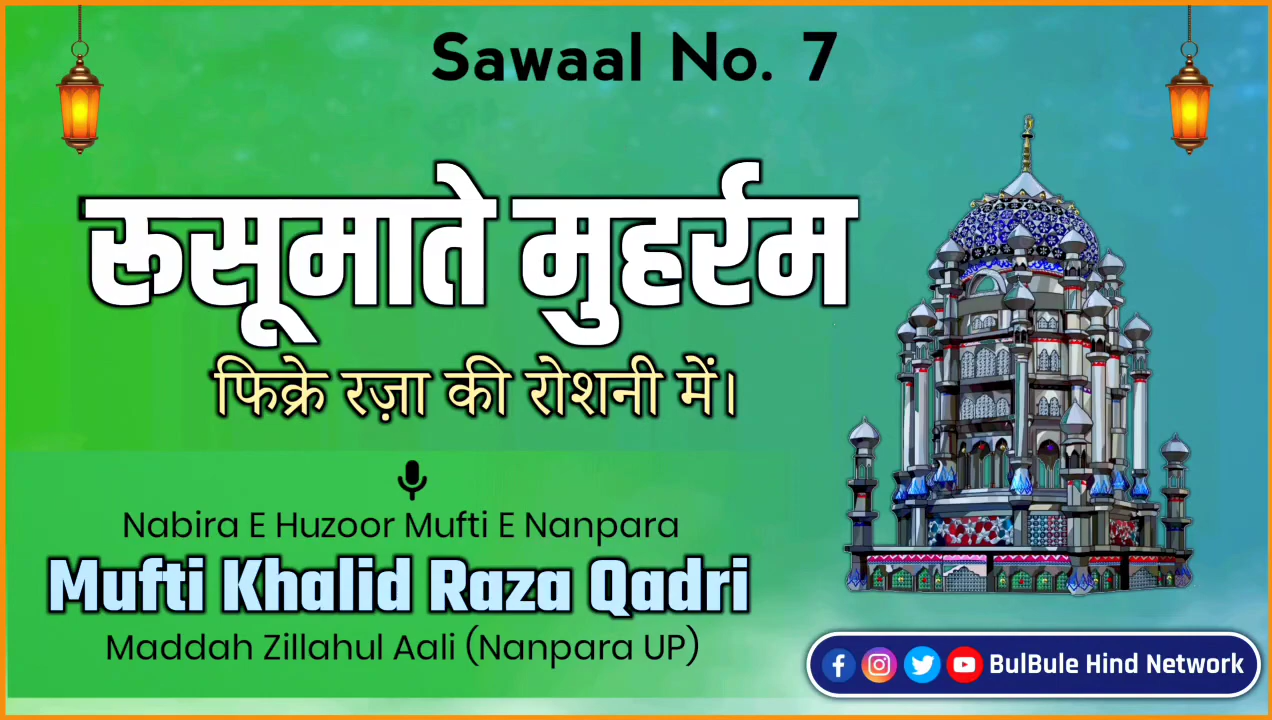 Sawaal No. 7
रुसूमाते मुहर्रम
फिक्रे रज़ा की रोशनी में।
Nabira E Huzoor Mufti E Nanpara
Mufti Khalid Raza Qadri
Maddah Zillahul Aali (Nanpara UP)
BulBule Hind Network